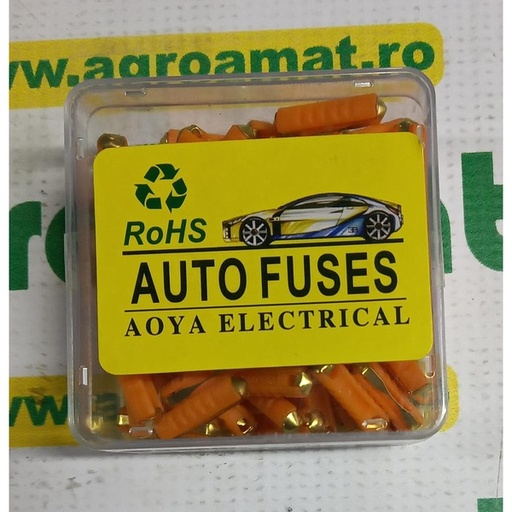 www.agroamat.ro
RoHS
AUTO FUSES
AOYA ELECTRICAL